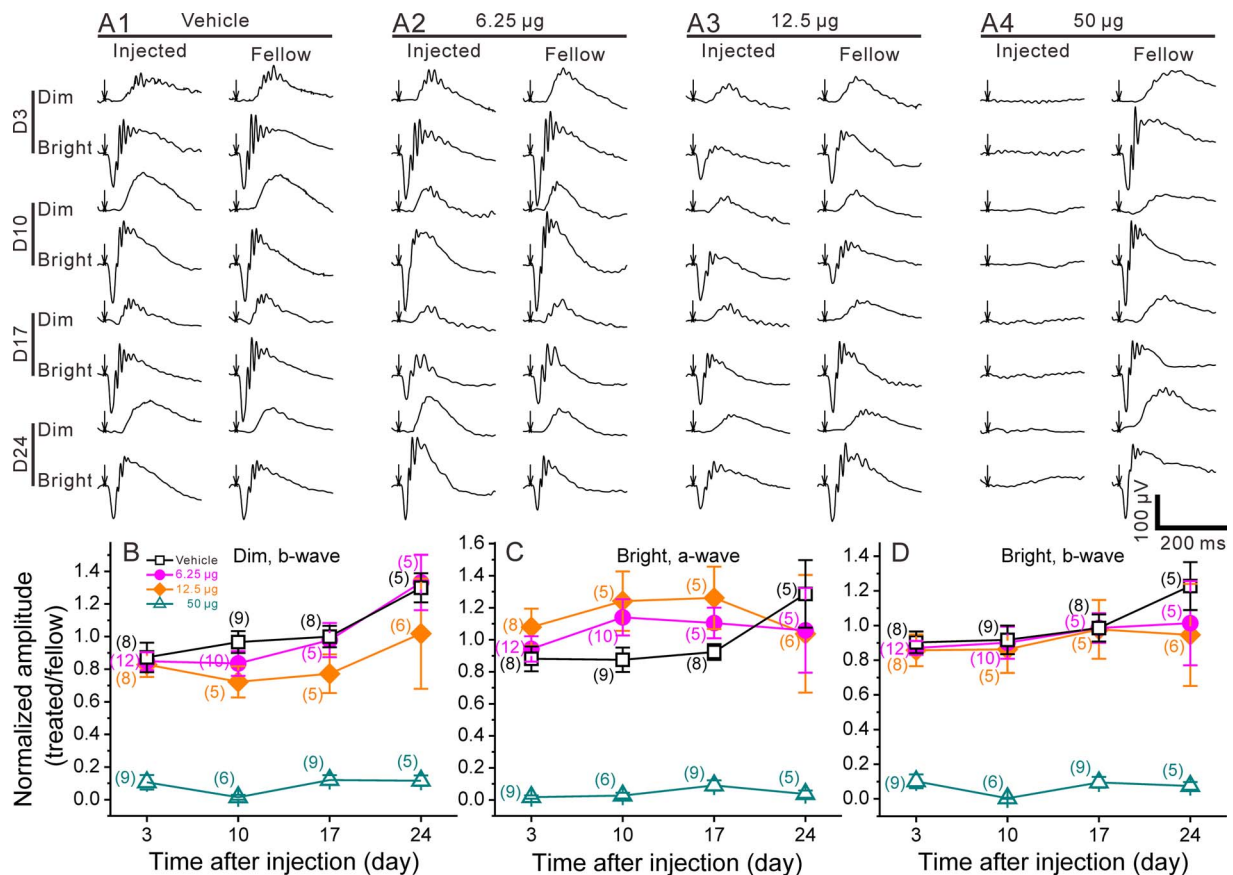 A1 Vehicle
Injected Fellow
A2 6.25 µg
Injected Fellow
A3 12.5 µg
Injected Fellow
A4 50 µg
Injected Fellow
D3
Dim
Bright
D10
Dim
Bright
D17
Dim
Bright
D24
Dim
Bright
100 µV
200 ms
Normalized amplitude
(treated/fellow)
B
Dim, b-wave
Vehicle
6.25 µg
12.5 µg
50 µg
1.4
1.2
1.0
0.8
0.6
0.4
0.2
0.0
(8)
(12)
(8)
(9)
(9)
(10)
(5)
(6)
(8)
(5)
(5)
(9)
(5)
(5)
(6)
(5)
3 10 17 24
Time after injection (day)
C
Bright, a-wave
1.6
1.4
1.2
1.0
0.8
0.6
0.4
0.2
0.0
(8)
(12)
(8)
(9)
(5)
(10)
(9)
(6)
(5)
(5)
(8)
(9)
(5)
(5)
(6)
(5)
3 10 17 24
Time after injection (day)
D
Bright, b-wave
1.4
1.2
1.0
0.8
0.6
0.4
0.2
0.0
(8)
(12)
(8)
(9)
(9)
(10)
(5)
(6)
(8)
(5)
(5)
(9)
(5)
(5)
(6)
(5)
3 10 17 24
Time after injection (day)